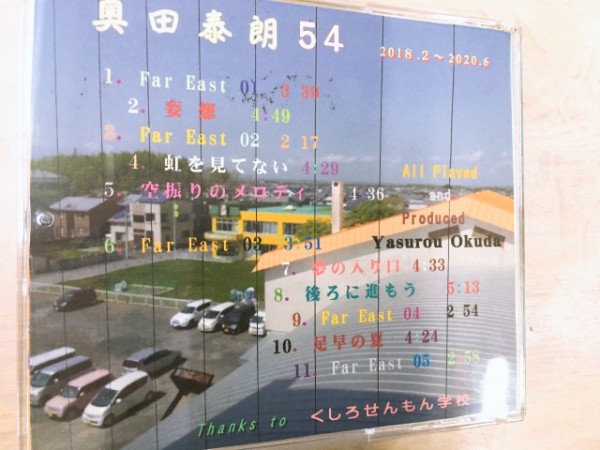 奥田泰朗 54
2018.2～2020.6
1. Far East 01 3 39
2. 妄想 4:49
3. Far East 02 2 17
4. 虹を見てない 4:29
5. 空振りのメロディ 4 36
All Played
and
Produced
Yasurou Okuda
6 Far East 03 3:51
7. 夢の入り口 4:33
8. 後ろに進もう 5:13
9. Far East 04 2 54
10. 足早の夏 4 24
11. Far East 05 2 58
Thanks to くしろせんもん学校